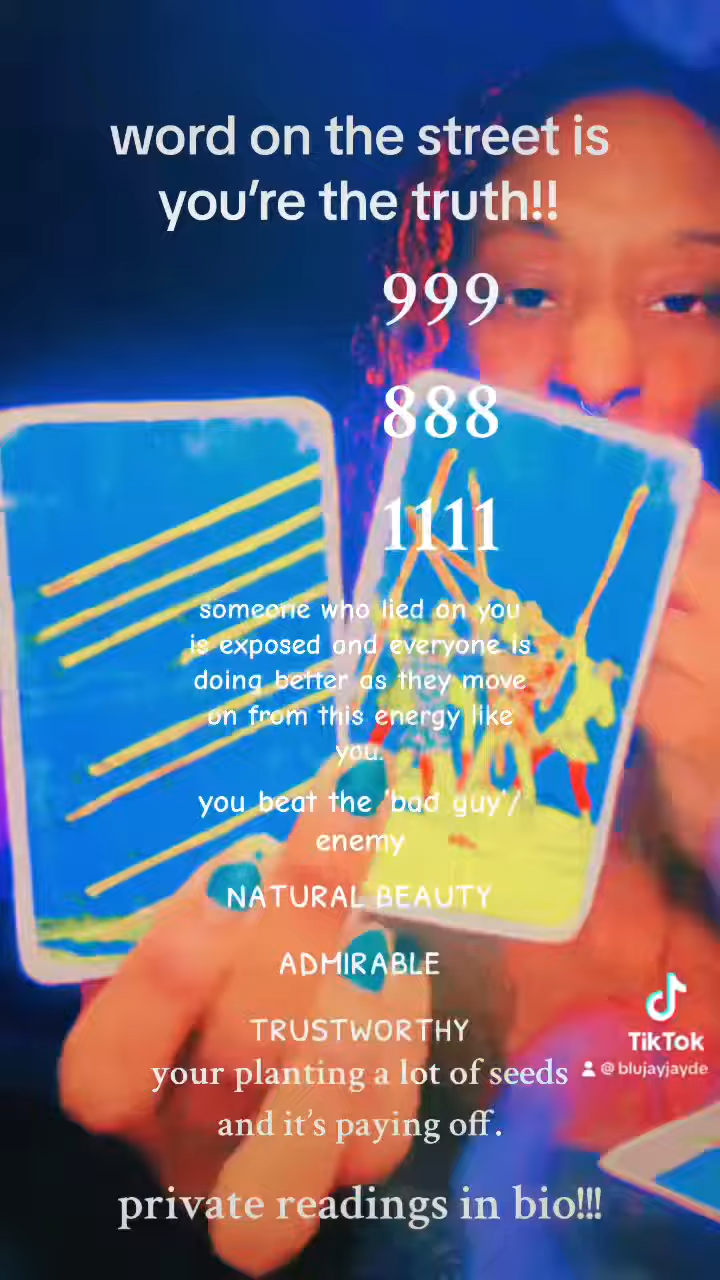 word on the street is
you’re the truth!!
999
888
1111
someone who lied on you
is exposed and everyone is
doing better as they move
on from this energy like
you.
you beat the 'bad guy'/
enemy
NATURAL BEAUTY
ADMIRABLE
TRUSTWORTHY
your planting a lot of seeds
and it’s paying off.
TikTok
@blujayjayde
private readings in bio!!!